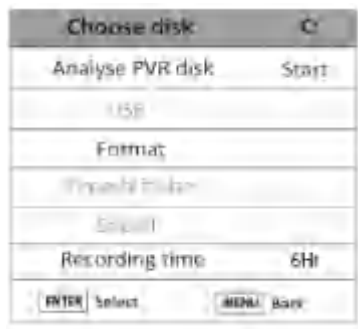 Choose disk C:
Analyse PVR disk Start
USB
Format
Recording time 6Hr
ENTER Select MENU Back